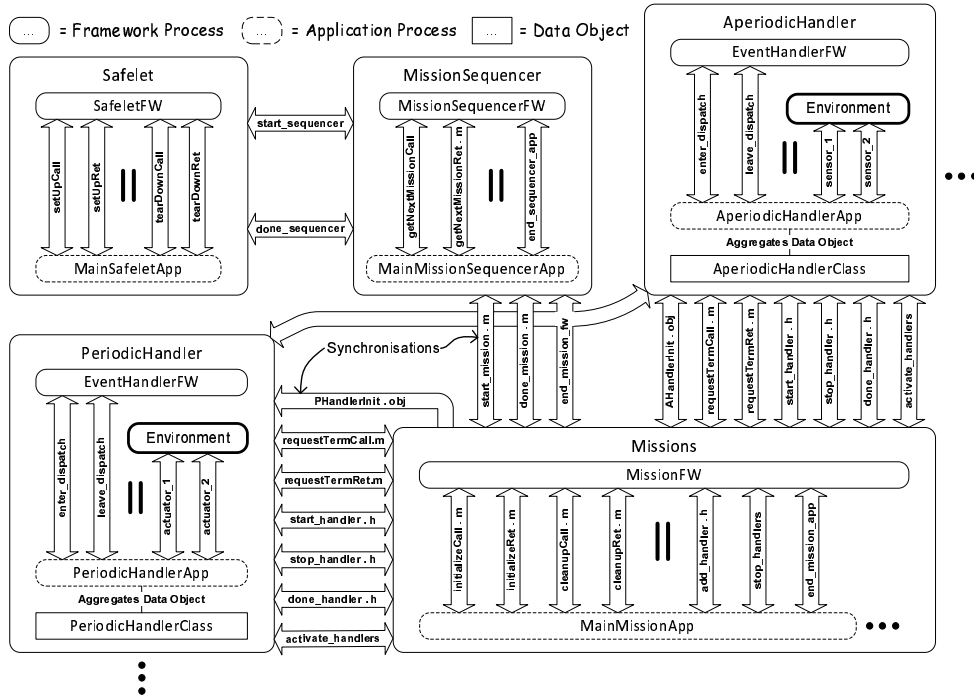 ... = Framework Process
... = Application Process
... = Data Object
Safelet
SafeletFW
setUpCall
setUpRet
tearDownCall
tearDownRet
MainSafeletApp
start_sequencer
done_sequencer
MissionSequencer
MissionSequencerFW
getNextMissionCall
getNextMissionRet . m
end_sequencer_app
MainMissionSequencerApp
AperiodicHandler
EventHandlerFW
enter_dispatch
leave_dispatch
Environment
sensor_1
sensor_2
AperiodicHandlerApp
Aggregates Data Object
AperiodicHandlerClass
Synchronisations
start_mission . m
done_mission . m
end_mission_fw
AHandlerInit . obj
requestTermCall . m
requestTermRet . m
start_handler . h
stop_handler . h
done_handler . h
activate_handlers
PeriodicHandler
EventHandlerFW
enter_dispatch
leave_dispatch
Environment
actuator_1
actuator_2
PeriodicHandlerApp
Aggregates Data Object
PeriodicHandlerClass
PHandlerInit . obj
requestTermCall.m
requestTermRet.m
start_handler . h
stop_handler . h
done_handler . h
activate_handlers
Missions
MissionFW
initializeCall . m
initializeRet . m
cleanupCall . m
cleanupRet . m
add_handler . h
stop_handlers
end_mission_app
MainMissionApp